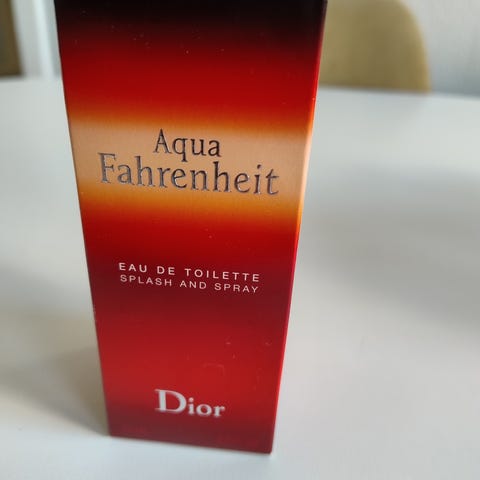 Aqua
Fahrenheit
EAU DE TOILETTE
SPLASH AND SPRAY
Dior